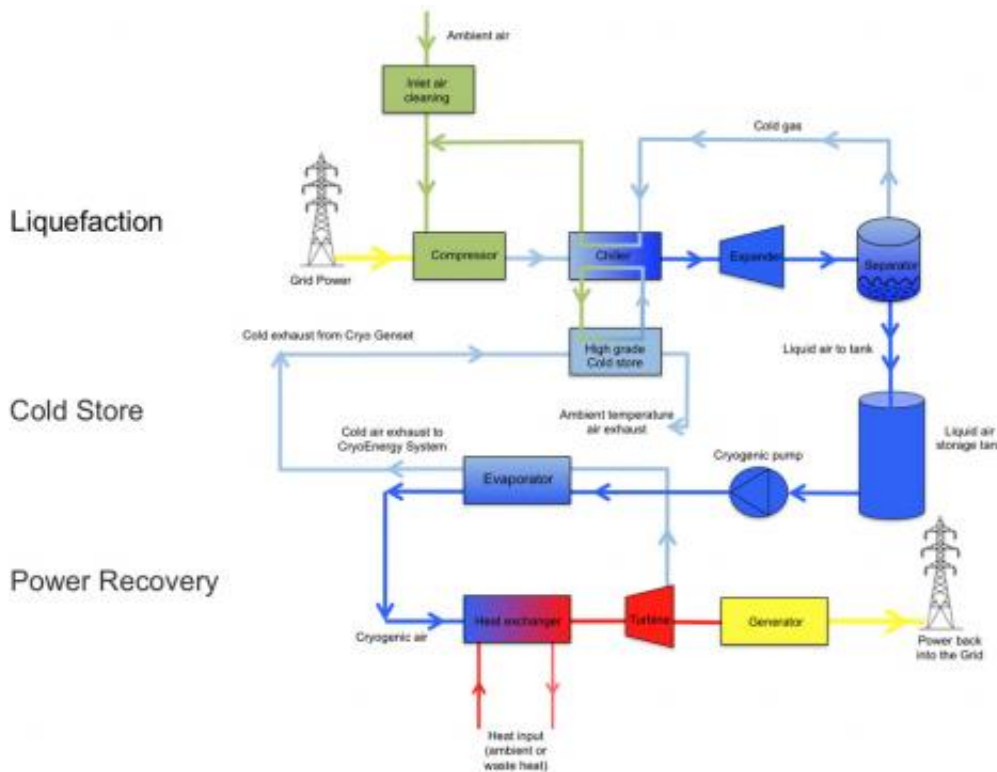 Ambient air
Inlet air
cleaning
Cold gas
Liquefaction
Grid Power
Compressor
Chiller
Expander
Separator
Cold exhaust from Cryo Genset
High grade
Cold store
Liquid air to tank
Cold Store
Ambient temperature
air exhaust
Cold air exhaust to
CryoEnergy System
Liquid air
storage tan
Cryogenic pump
Evaporator
Power Recovery
Cryogenic air
Heat exchanger
Turbine
Generator
Power back
into the Grid
Heat input
(ambient or
waste heat)